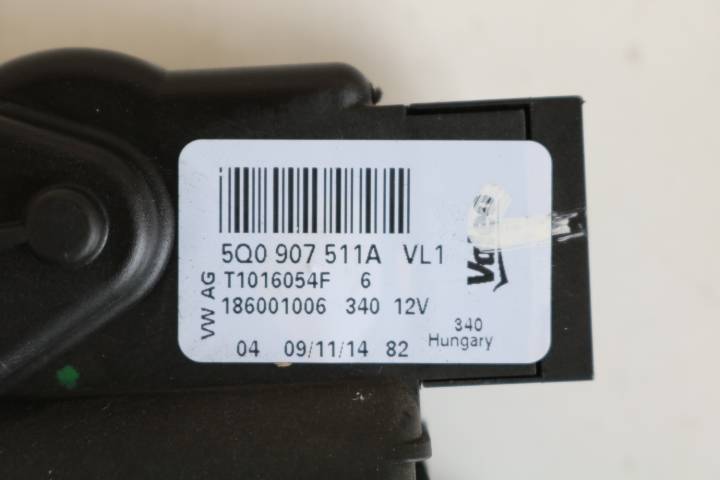 5Q0 907 511A VL1
T1016054F 6
186001006 340 12V
04 09/11/14 82
VW AG
340
Hungary